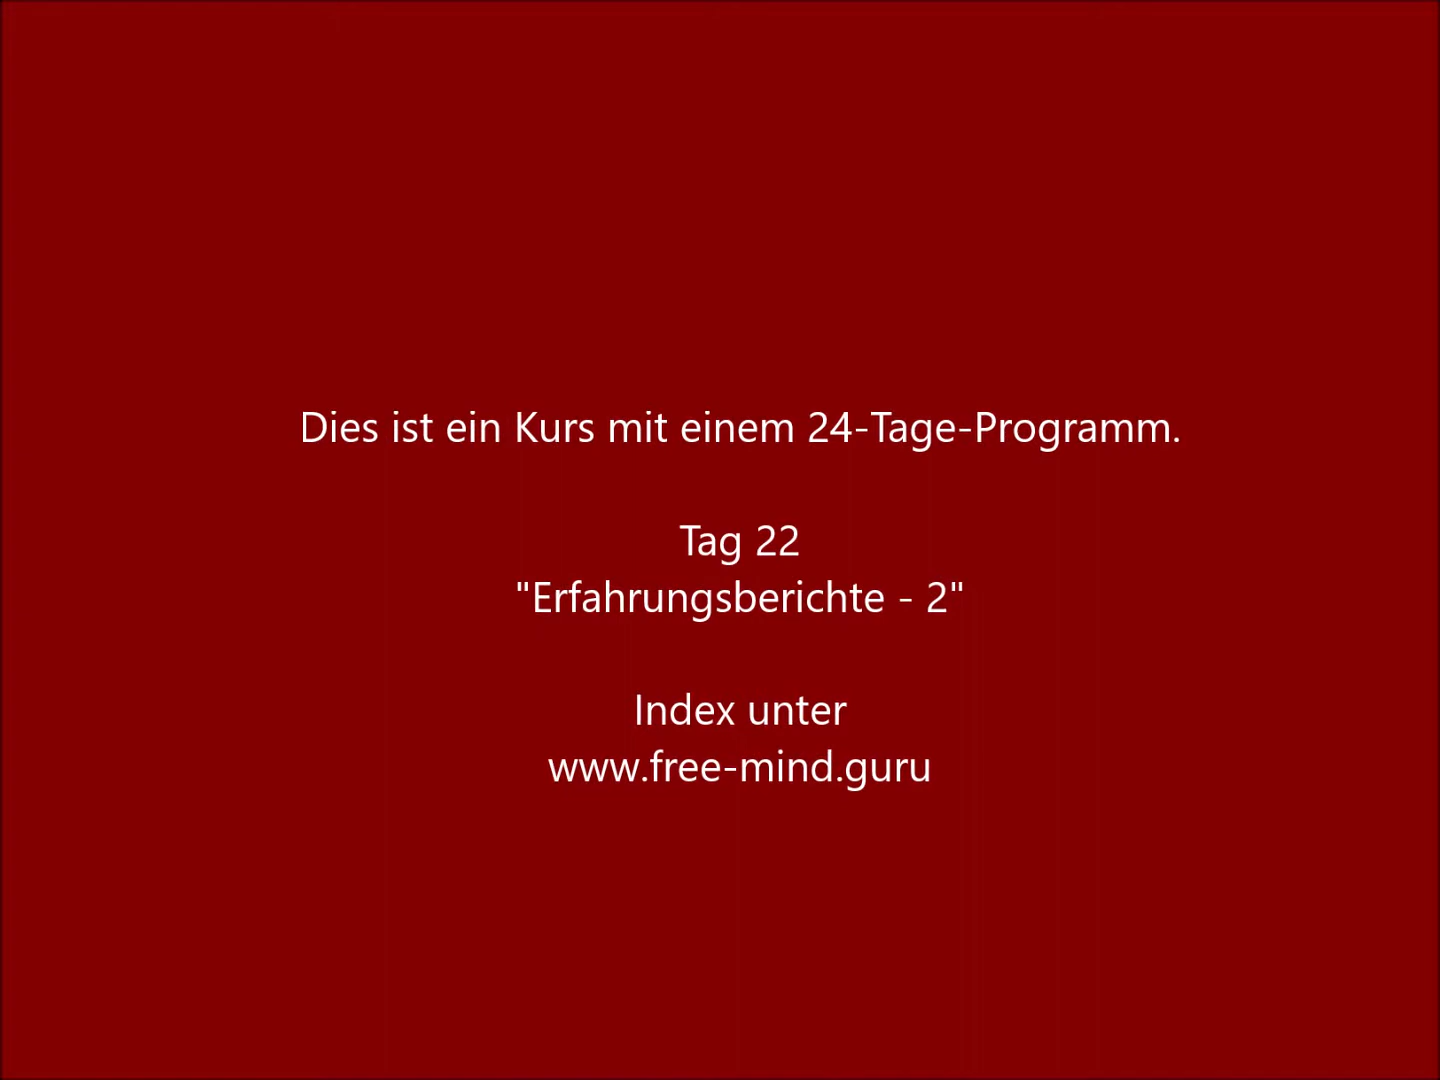 Dies ist ein Kurs mit einem 24-Tage-Programm.
Tag 22
"Erfahrungsberichte - 2"
Index unter
www.free-mind.guru